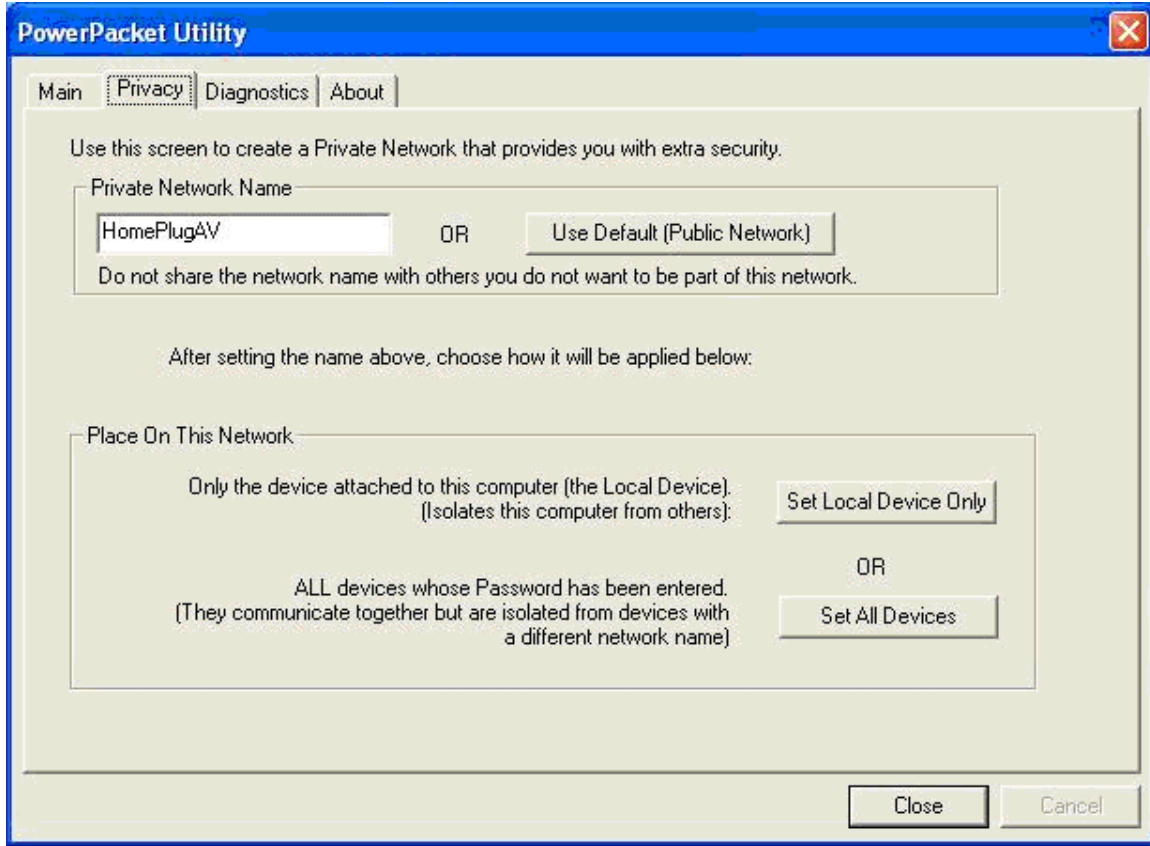 PowerPacket Utility
Main Privacy Diagnostics About
Use this screen to create a Private Network that provides you with extra security.
Private Network Name
HomePlugAV OR Use Default (Public Network)
Do not share the network name with others you do not want to be part of this network.
After setting the name above, choose how it will be applied below:
Place On This Network
Only the device attached to this computer (the Local Device).
(Isolates this computer from others):
Set Local Device Only
OR
ALL devices whose Password has been entered.
(They communicate together but are isolated from devices with
a different network name)
Set All Devices
Close Cancel